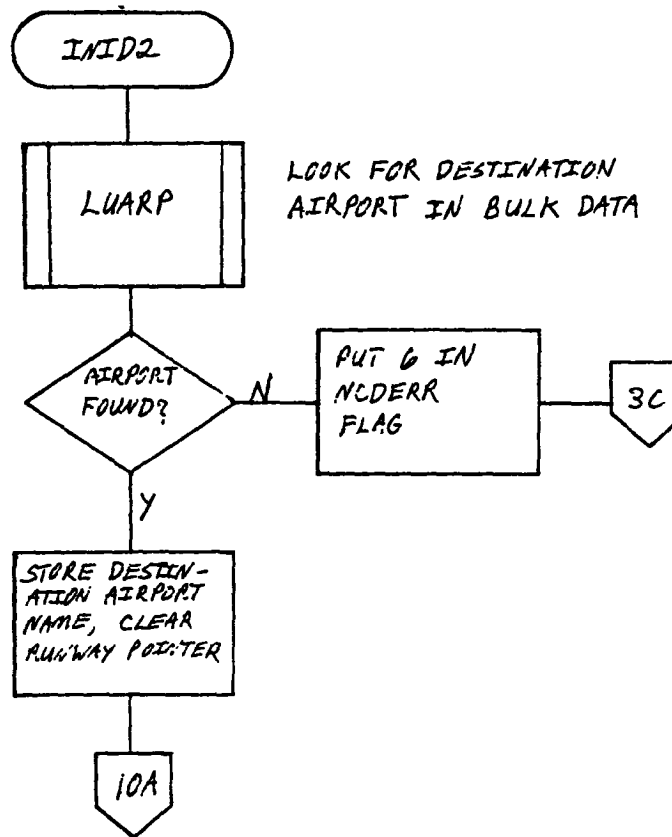 INID2
LUARP
LOOK FOR DESTINATION
AIRPORT IN BULK DATA
AIRPORT
FOUND?
N
PUT 6 IN
NCDERR
FLAG
3C
Y
STORE DESTIN-
ATION AIRPORT
NAME, CLEAR
RUNWAY POINTER
10A